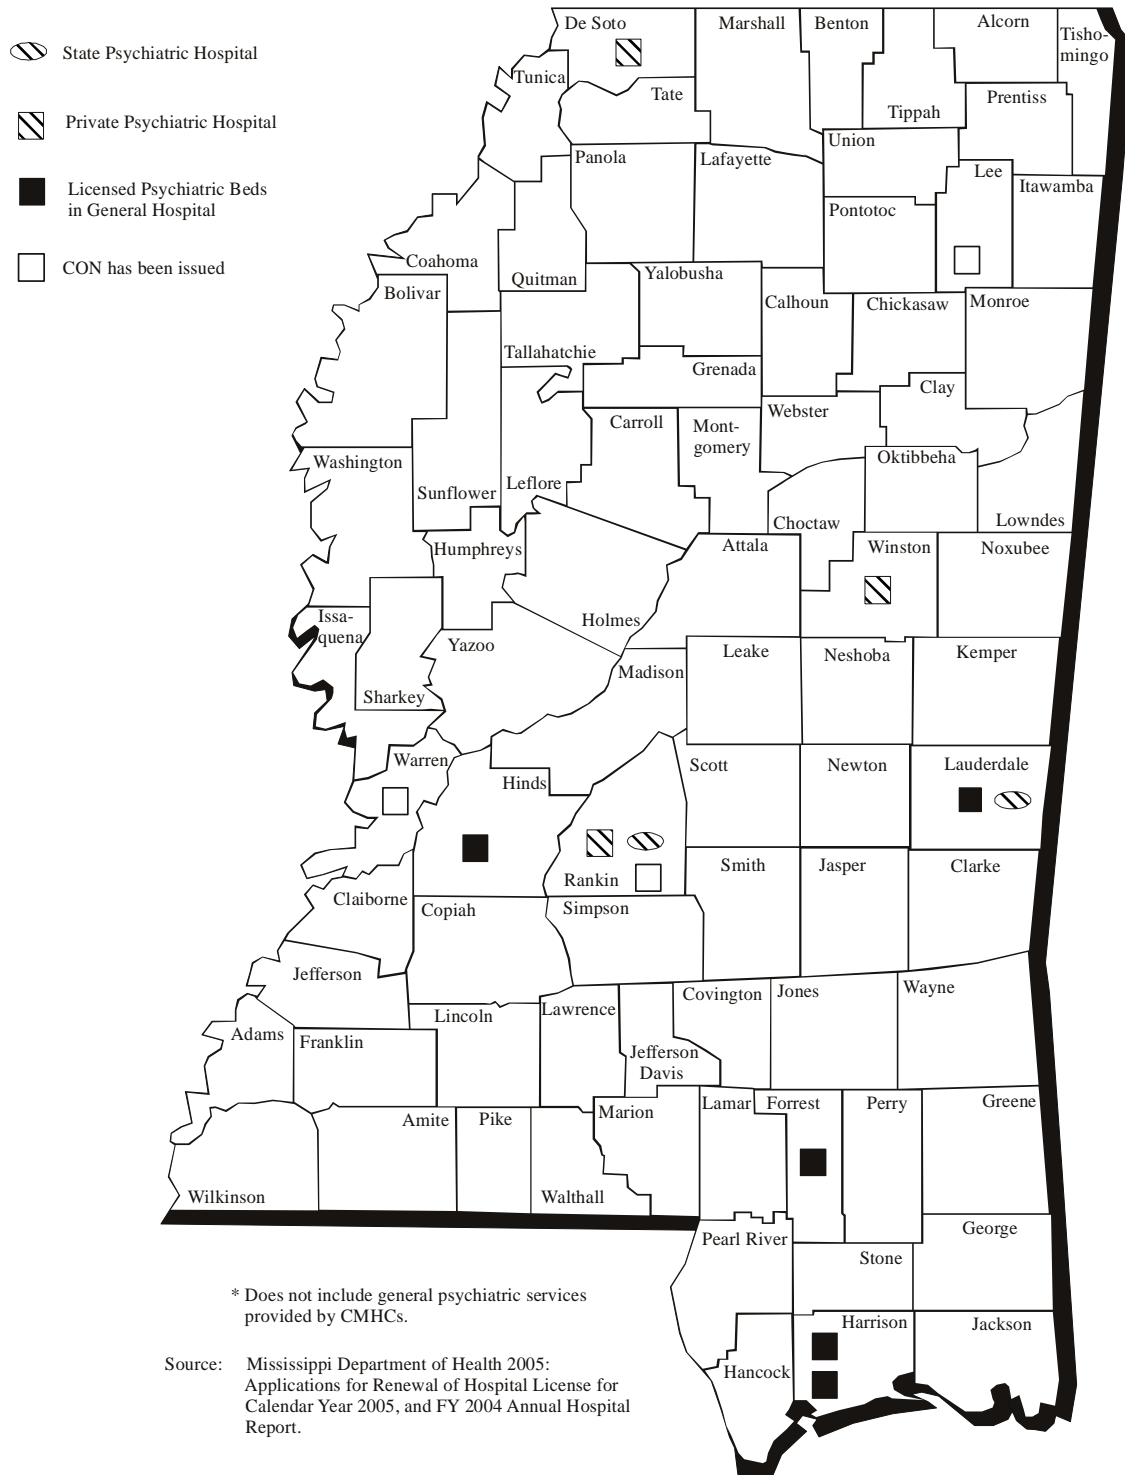 State Psychiatric Hospital
Private Psychiatric Hospital
Licensed Psychiatric Beds
in General Hospital
CON has been issued
De Soto
Marshall
Benton
Alcorn
Tisho-
mingo
Tunica
Tate
Tippah
Prentiss
Panola
Lafayette
Union
Lee
Itawamba
Pontotoc
Coahoma
Quitman
Yalobusha
Bolivar
Calhoun
Chickasaw
Monroe
Tallahatchie
Grenada
Clay
Webster
Carroll
Mont-
gomery
Washington
Oktibbeha
Sunflower
Leflore
Choctaw
Lowndes
Humphreys
Attala
Winston
Noxubee
Issa-
quena
Holmes
Yazoo
Leake
Neshoba
Kemper
Madison
Sharkey
Warren
Hinds
Scott
Newton
Lauderdale
Rankin
Smith
Jasper
Clarke
Claiborne
Copiah
Simpson
Jefferson
Covington
Jones
Wayne
Adams
Franklin
Lincoln
Lawrence
Jefferson
Davis
Amite
Pike
Marion
Lamar
Forrest
Perry
Greene
Wilkinson
Walthall
Pearl River
George
Stone
Harrison
Jackson
Hancock
* Does not include general psychiatric services
provided by CMHCs.
Source: Mississippi Department of Health 2005:
Applications for Renewal of Hospital License for
Calendar Year 2005, and FY 2004 Annual Hospital
Report.